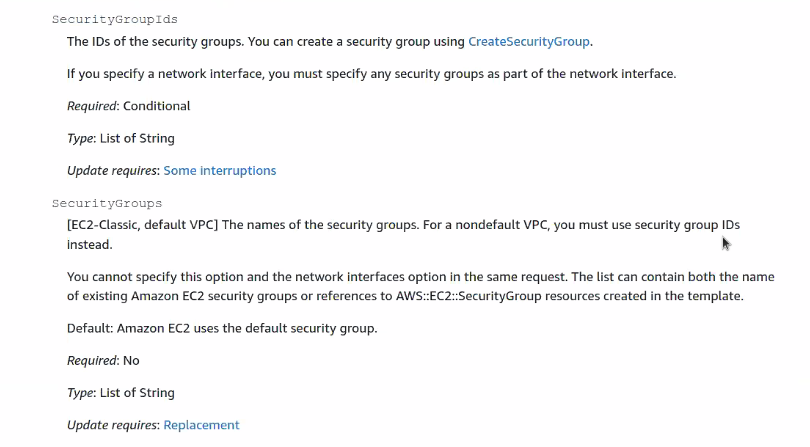 SecurityGroupIds
The IDs of the security groups. You can create a security group using CreateSecurityGroup.
If you specify a network interface, you must specify any security groups as part of the network interface.
Required: Conditional
Type: List of String
Update requires: Some interruptions
SecurityGroups
[EC2-Classic, default VPC] The names of the security groups. For a nondefault VPC, you must use security group IDs
instead.
You cannot specify this option and the network interfaces option in the same request. The list can contain both the name
of existing Amazon EC2 security groups or references to AWS::EC2::SecurityGroup resources created in the template.
Default: Amazon EC2 uses the default security group.
Required: No
Type: List of String
Update requires: Replacement